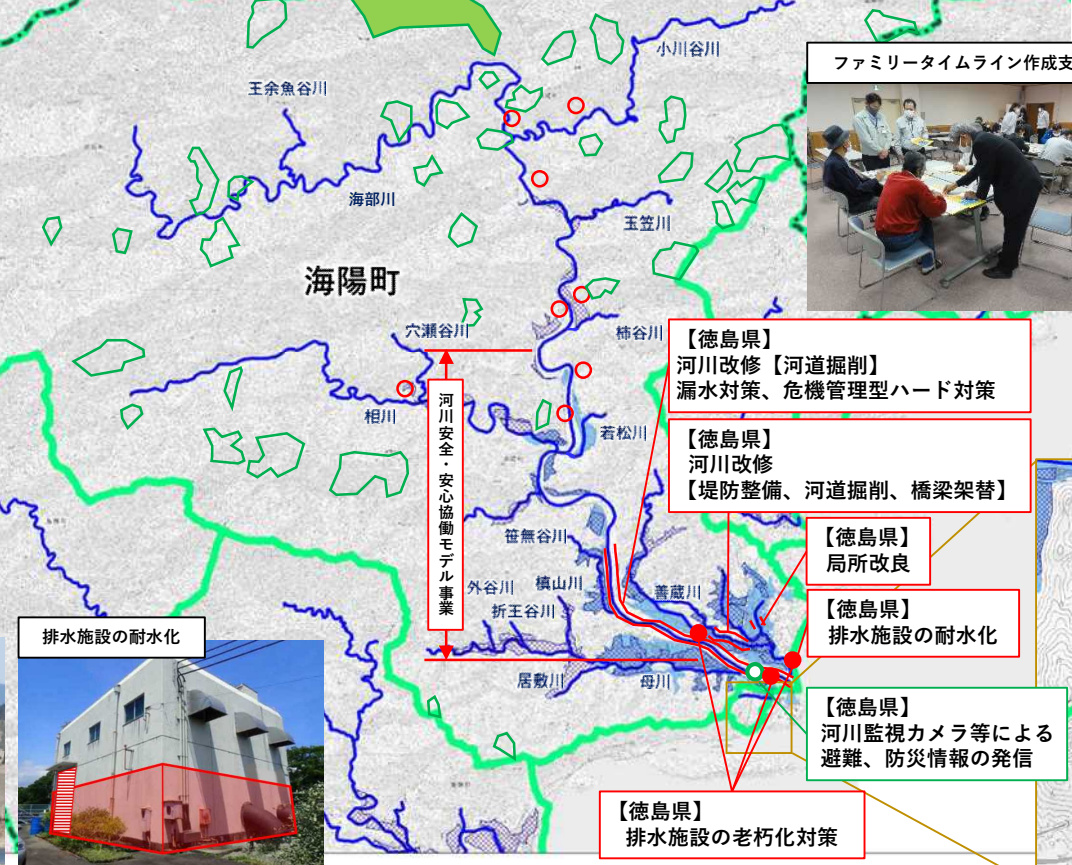 小川谷川
ファミリータイムライン作成支
王余魚谷川
海部川
玉笠川
海陽町
穴瀬谷川
柿谷川
【徳島県】
河川改修【河道掘削】
漏水対策、危機管理型ハード対策
相川
河川安全・安心協働モデル事業
若松川
【徳島県】
河川改修
【堤防整備、河道掘削、橋梁架替】
笹無谷川
【徳島県】
局所改良
外谷川
槙山川
善蔵川
折王谷川
【徳島県】
排水施設の耐水化
排水施設の耐水化
居敷川
母川
【徳島県】
河川監視カメラ等による
避難、防災情報の発信
【徳島県】
排水施設の老朽化対策